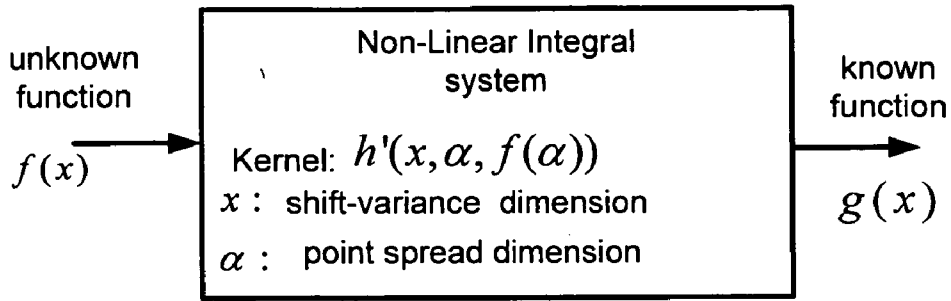 unknown
function
f(x)
Non-Linear Integral
system
Kernel: h'(x, α, f(α))
x : shift-variance dimension
α : point spread dimension
known
function
g(x)